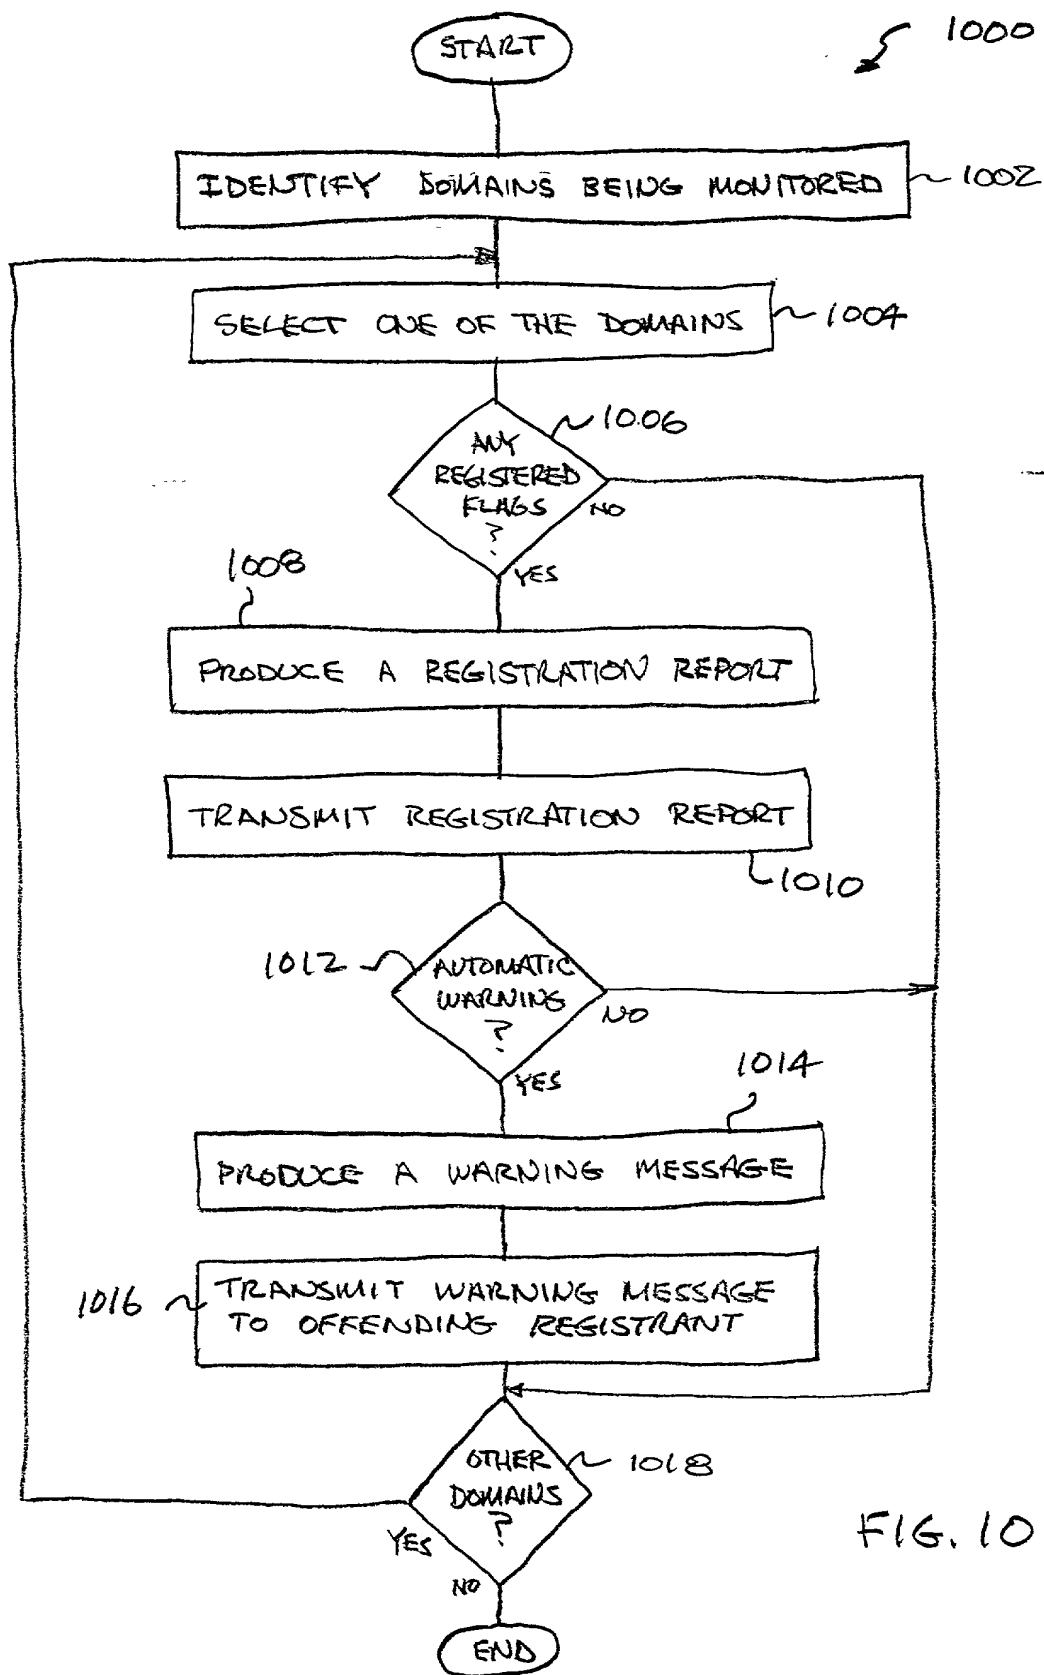 START
1000
IDENTIFY DOMAINS BEING MONITORED
1002
SELECT ONE OF THE DOMAINS
1004
1006
ANY
REGISTERED
FLAGS
?
NO
YES
1008
PRODUCE A REGISTRATION REPORT
TRANSMIT REGISTRATION REPORT
1010
1012
AUTOMATIC
WARNING
?
NO
YES
1014
PRODUCE A WARNING MESSAGE
1016
TRANSMIT WARNING MESSAGE
TO OFFENDING REGISTRANT
OTHER
DOMAINS
?
1018
YES
NO
FIG. 10
END